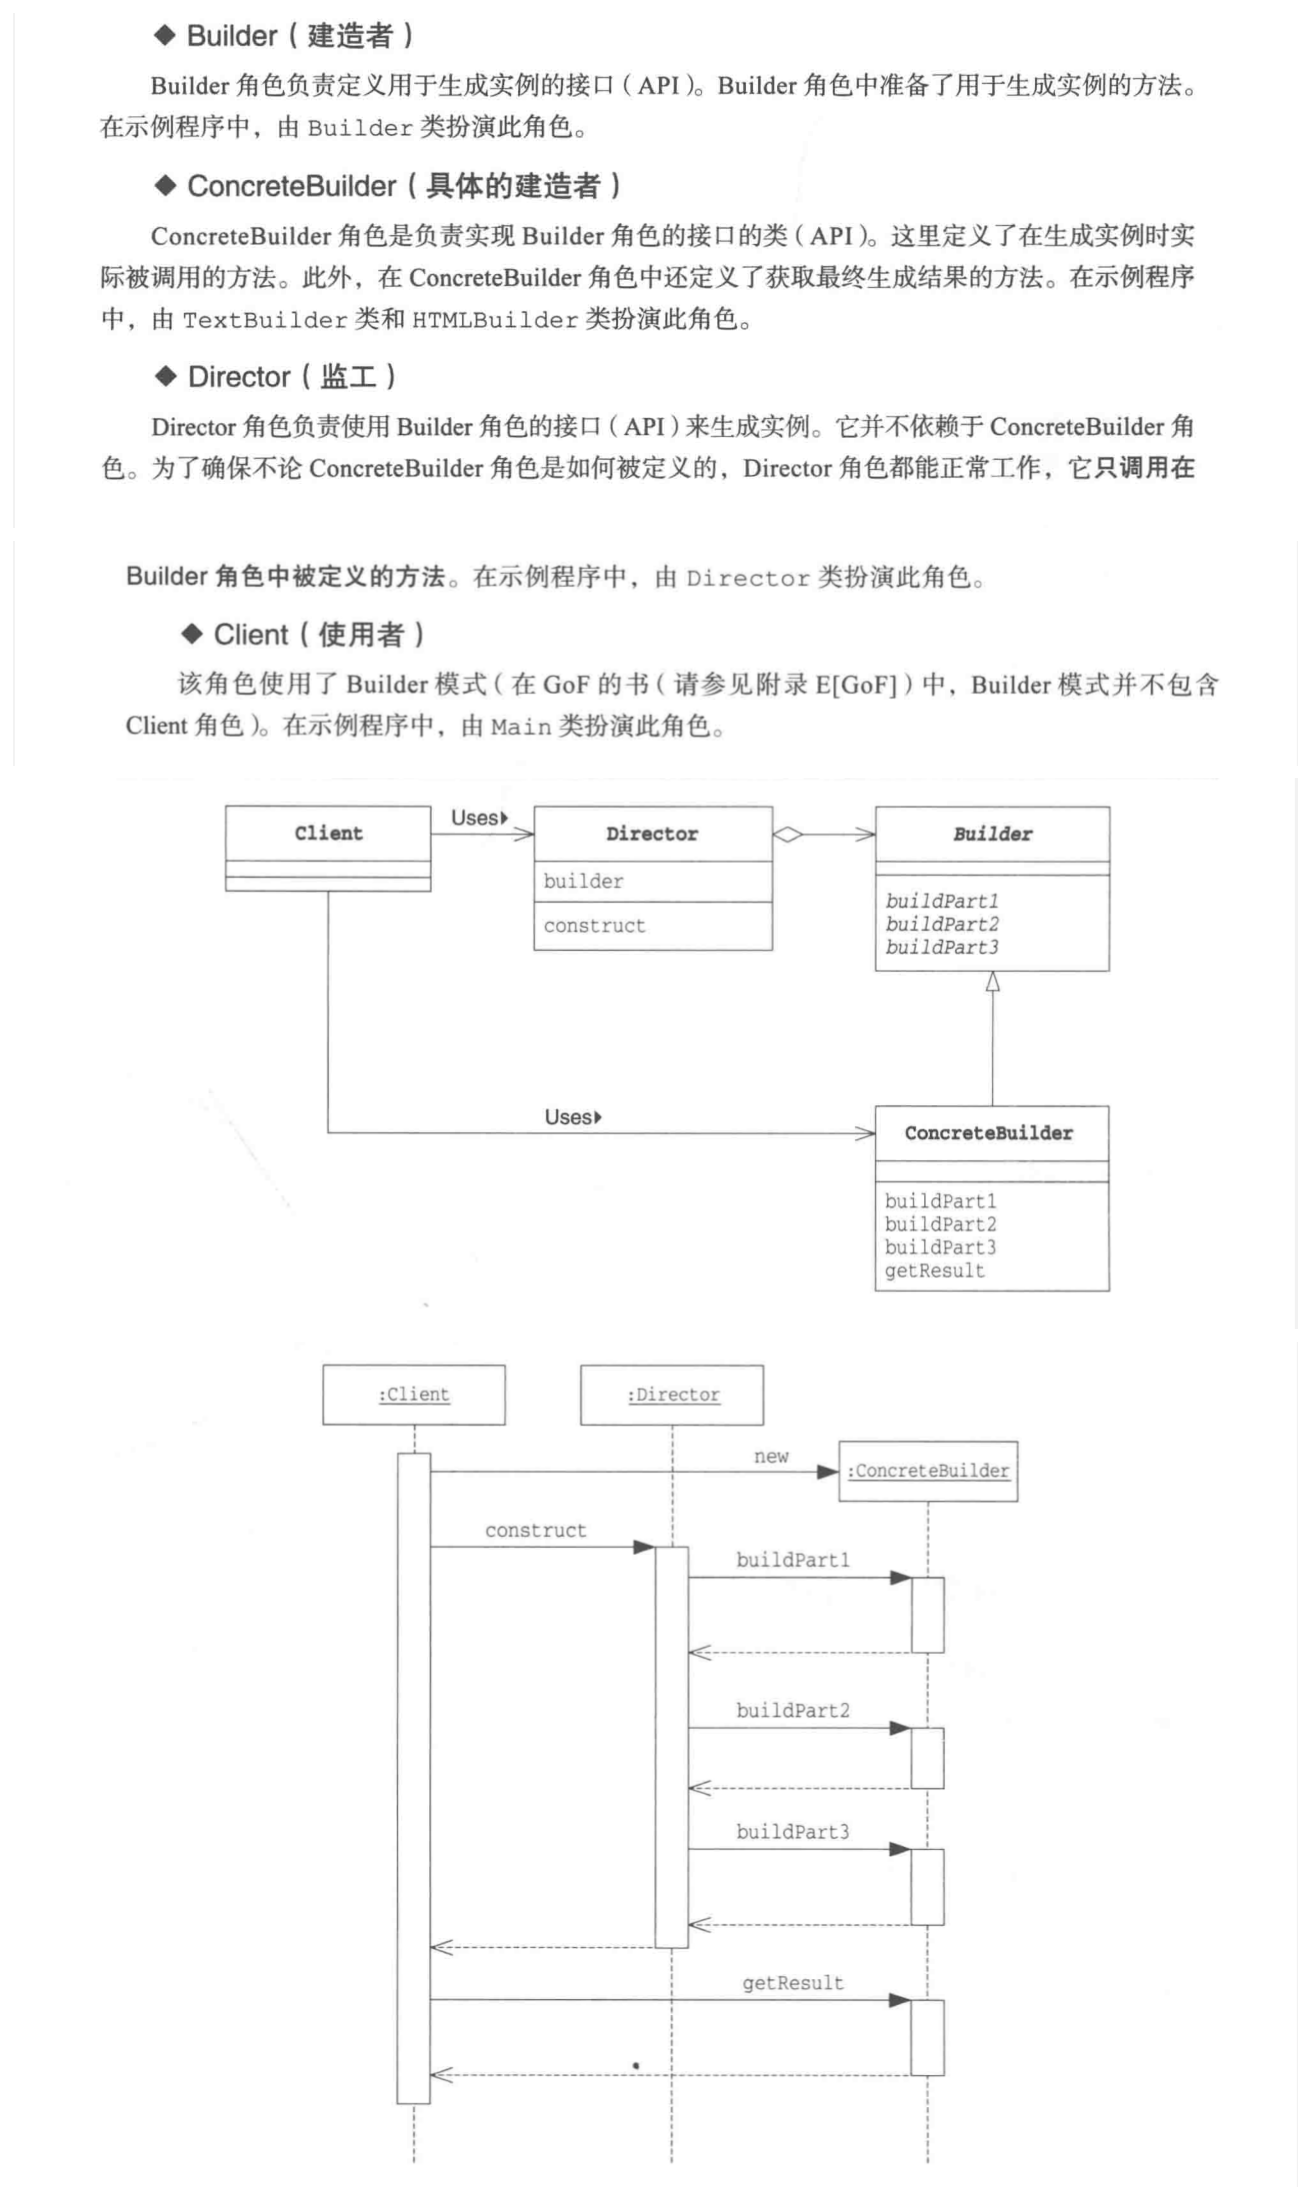 ◆ Builder（建造者）
Builder 角色负责定义用于生成实例的接口（API）。Builder 角色中准备了用于生成实例的方法。
在示例程序中，由 Builder 类扮演此角色。
◆ ConcreteBuilder（具体的建造者）
ConcreteBuilder 角色是负责实现 Builder 角色的接口的类（API）。这里定义了在生成实例时实
际被调用的方法。此外，在 ConcreteBuilder 角色中还定义了获取最终生成结果的方法。在示例程序
中，由 TextBuilder 类和 HTMLBuilder 类扮演此角色。
◆ Director（监工）
Director 角色负责使用 Builder 角色的接口（API）来生成实例。它并不依赖于 ConcreteBuilder 角
色。为了确保不论 ConcreteBuilder 角色是如何被定义的，Director 角色都能正常工作，它只调用在
Builder 角色中被定义的方法。在示例程序中，由 Director 类扮演此角色。
◆ Client（使用者）
该角色使用了 Builder 模式（在 GoF 的书（请参见附录 E[GoF]）中，Builder 模式并不包含
Client 角色）。在示例程序中，由 Main 类扮演此角色。
Client
Uses
Director
builder
construct
Builder
buildPart1
buildPart2
buildPart3
Uses
ConcreteBuilder
buildPart1
buildPart2
buildPart3
getResult
:Client
:Director
new
:ConcreteBuilder
construct
buildPart1
buildPart2
buildPart3
getResult